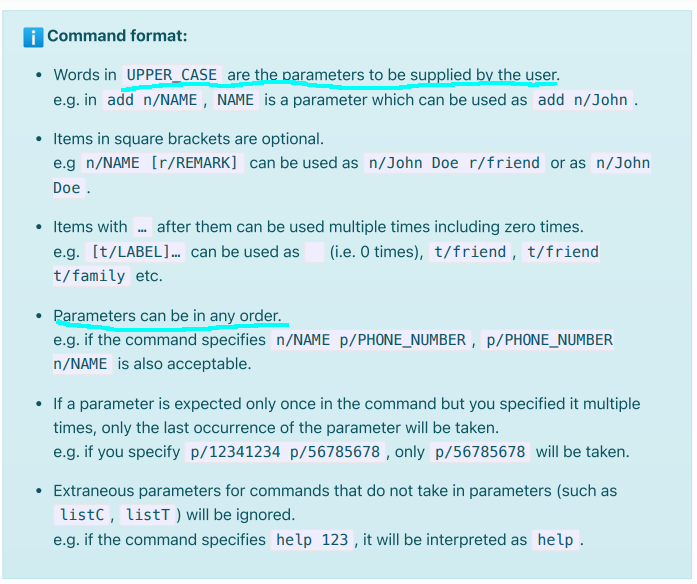 Command format:
Words in UPPER_CASE are the parameters to be supplied by the user.
e.g. in add n/NAME , NAME is a parameter which can be used as add n/John .
Items in square brackets are optional.
e.g n/NAME [r/REMARK] can be used as n/John Doe r/friend or as n/John
Doe .
Items with … after them can be used multiple times including zero times.
e.g. [t/LABEL]… can be used as (i.e. 0 times), t/friend , t/friend
t/family etc.
Parameters can be in any order.
e.g. if the command specifies n/NAME p/PHONE_NUMBER , p/PHONE_NUMBER
n/NAME is also acceptable.
If a parameter is expected only once in the command but you specified it multiple
times, only the last occurrence of the parameter will be taken.
e.g. if you specify p/12341234 p/56785678 , only p/56785678 will be taken.
Extraneous parameters for commands that do not take in parameters (such as
listC , listT ) will be ignored.
e.g. if the command specifies help 123 , it will be interpreted as help .